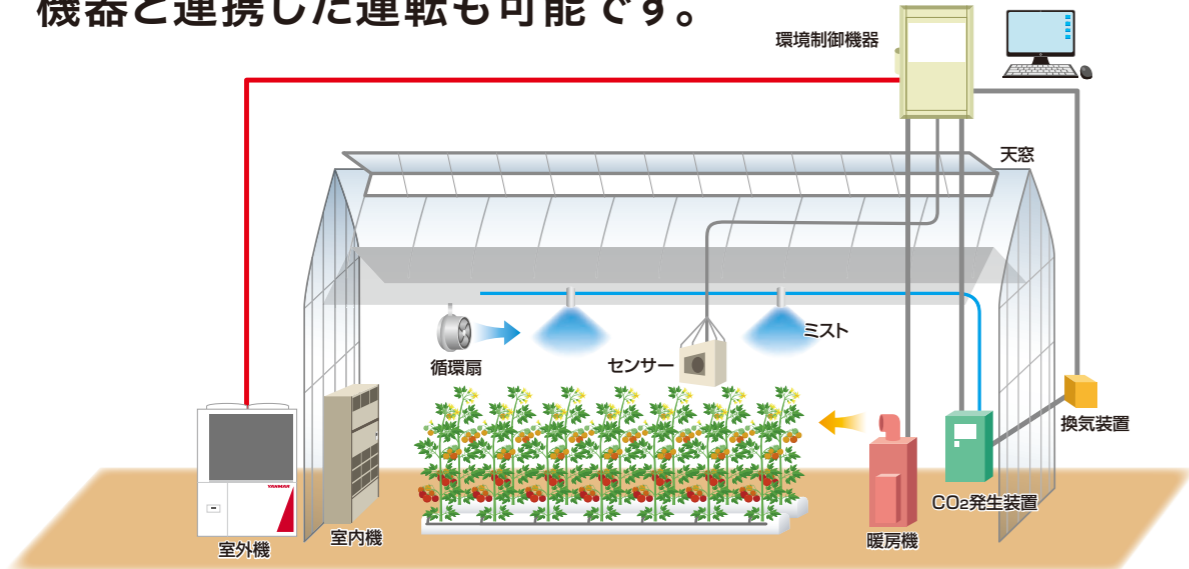 機器と連携した運転も可能です。
環境制御機器
天窓
ミスト
循環扇
センサー
換気装置
YANMAR
CO₂発生装置
室内機
暖房機
室外機